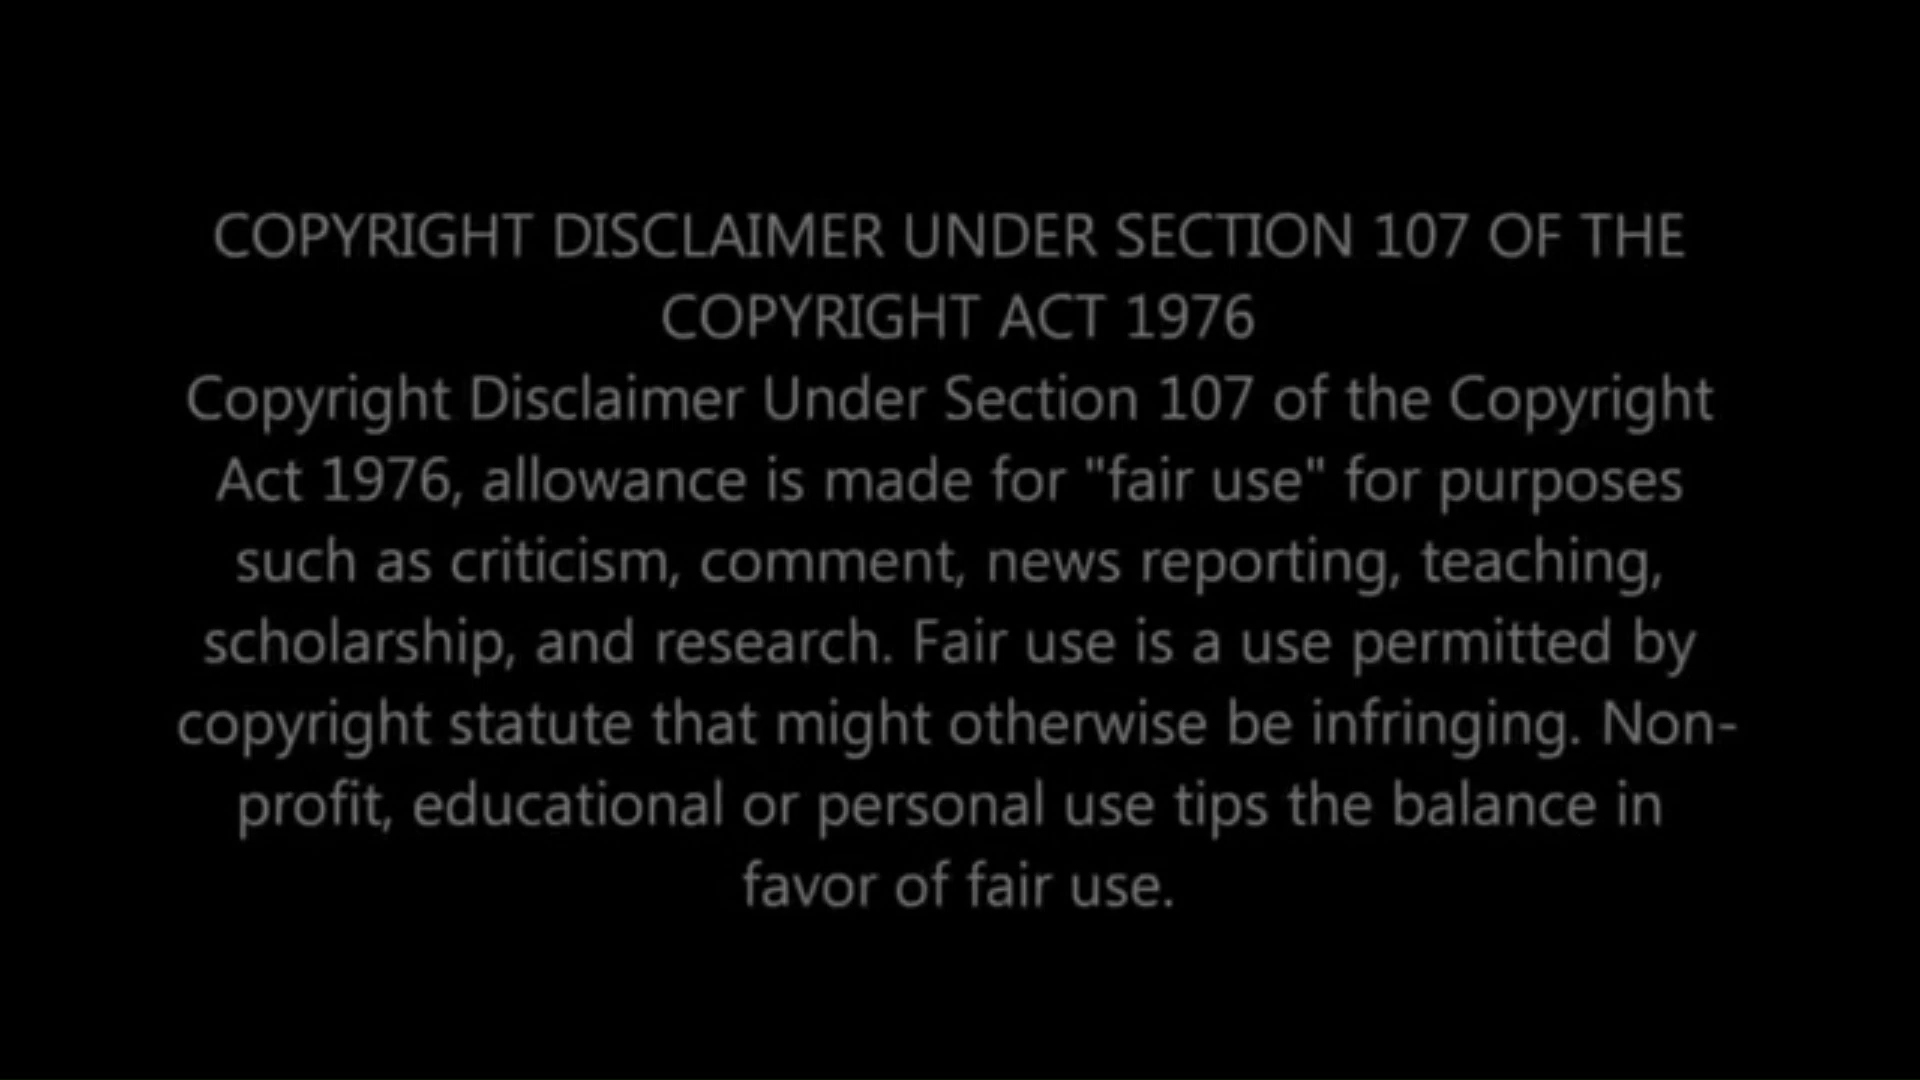 COPYRIGHT DISCLAIMER UNDER SECTION 107 OF THE
COPYRIGHT ACT 1976
Copyright Disclaimer Under Section 107 of the Copyright
Act 1976, allowance is made for "fair use" for purposes
such as criticism, comment, news reporting, teaching,
scholarship, and research. Fair use is a use permitted by
copyright statute that might otherwise be infringing. Non-
profit, educational or personal use tips the balance in
favor of fair use.